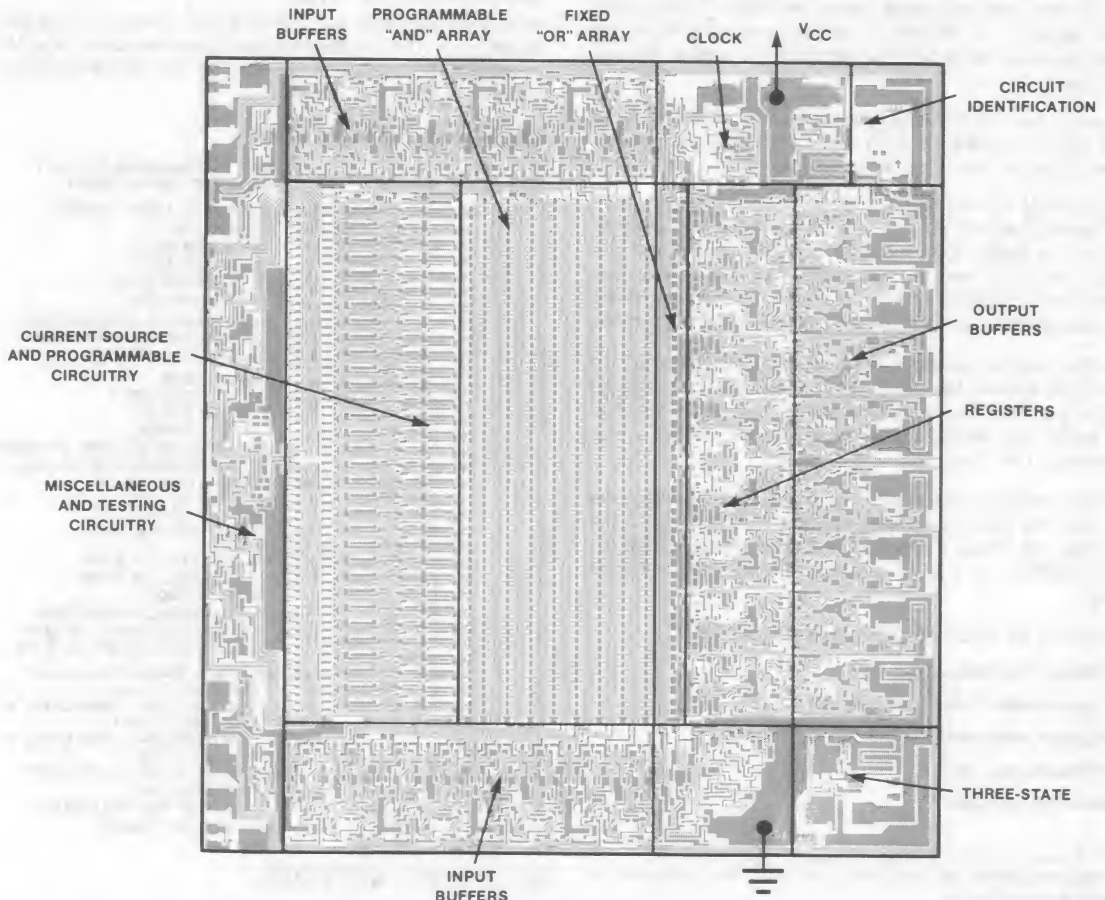 INPUT
BUFFERS
PROGRAMMABLE
“AND” ARRAY
FIXED
“OR” ARRAY
CLOCK
VCC
CIRCUIT
IDENTIFICATION
CURRENT SOURCE
AND PROGRAMMABLE
CIRCUITRY
OUTPUT
BUFFERS
REGISTERS
MISCELLANEOUS
AND TESTING
CIRCUITRY
THREE-STATE
INPUT
BUFFERS